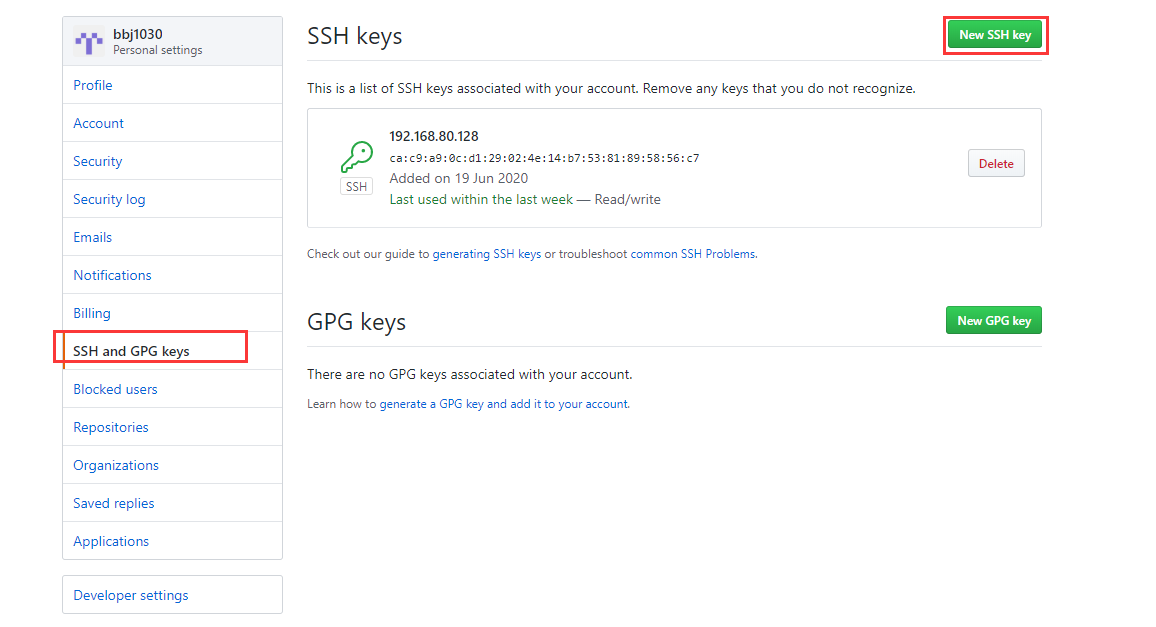 bbj1030
Personal settings
Profile
Account
Security
Security log
Emails
Notifications
Billing
SSH and GPG keys
Blocked users
Repositories
Organizations
Saved replies
Applications
Developer settings
SSH keys
New SSH key
This is a list of SSH keys associated with your account. Remove any keys that you do not recognize.
192.168.80.128
ca:c9:a9:0c:d1:29:02:4e:14:b7:53:81:89:58:56:c7
SSH
Added on 19 Jun 2020
Last used within the last week — Read/write
Delete
Check out our guide to generating SSH keys or troubleshoot common SSH Problems.
GPG keys
New GPG key
There are no GPG keys associated with your account.
Learn how to generate a GPG key and add it to your account.